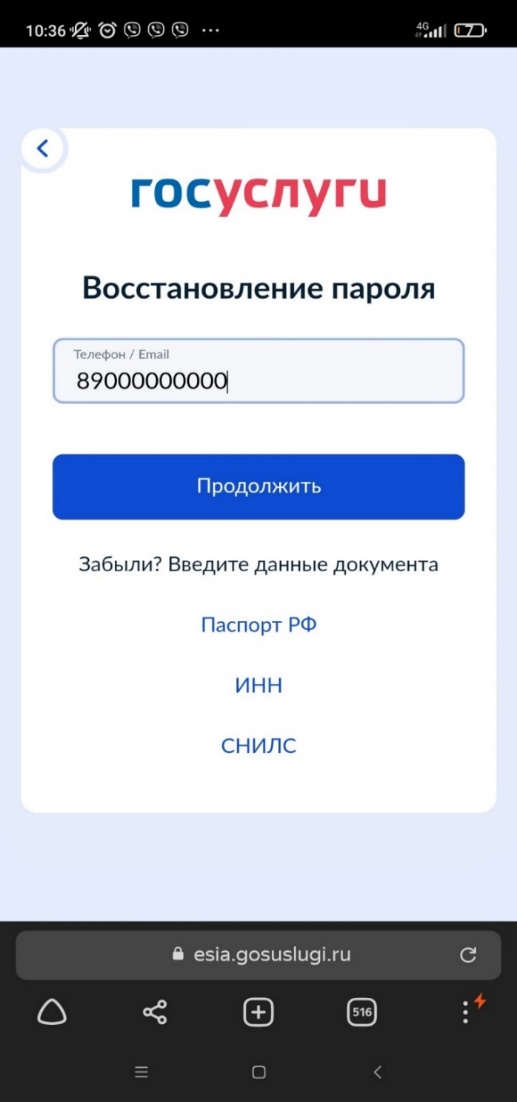 10:36
4G
7
госуслуги
Восстановление пароля
Телефон / Email
89000000000
Продолжить
Забыли? Введите данные документа
Паспорт РФ
ИНН
СНИЛС
esia.gosuslugi.ru
516